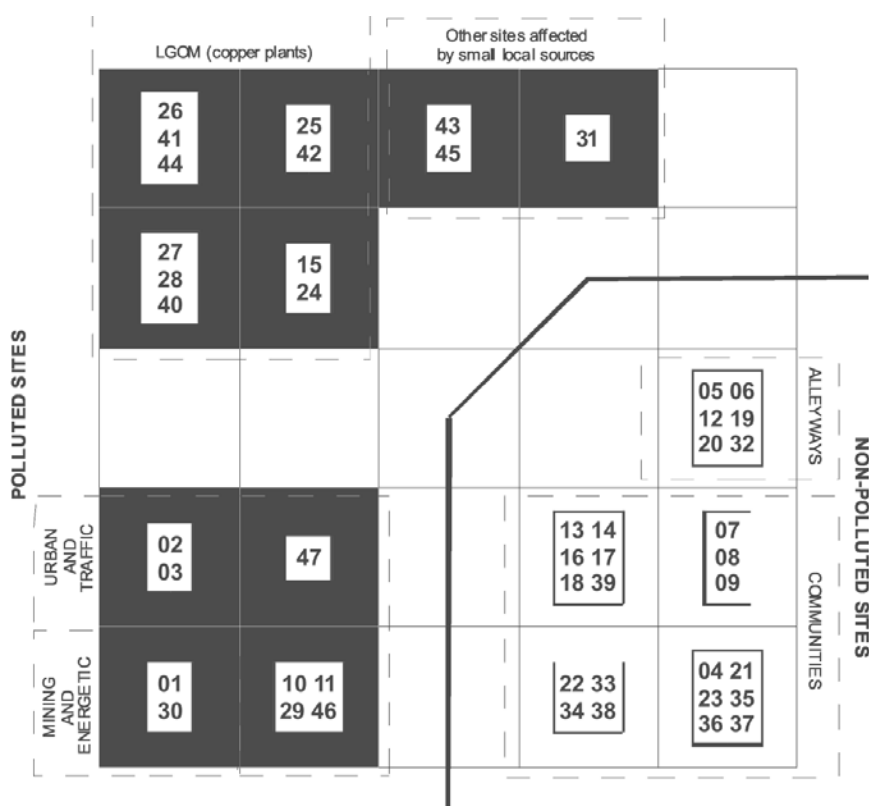 LGOM (copper plants)
Other sites affected
by small local sources
26
41
44
25
42
43
45
31
27
28
40
15
24
POLLUTED SITES
05 06
12 19
20 32
ALLEYWAYS
NON-POLLUTED SITES
URBAN
AND
TRAFFIC
02
03
47
13 14
16 17
18 39
07
08
09
COMMUNITIES
MINING
AND
ENERGETIC
01
30
10 11
29 46
22 33
34 38
04 21
23 35
36 37